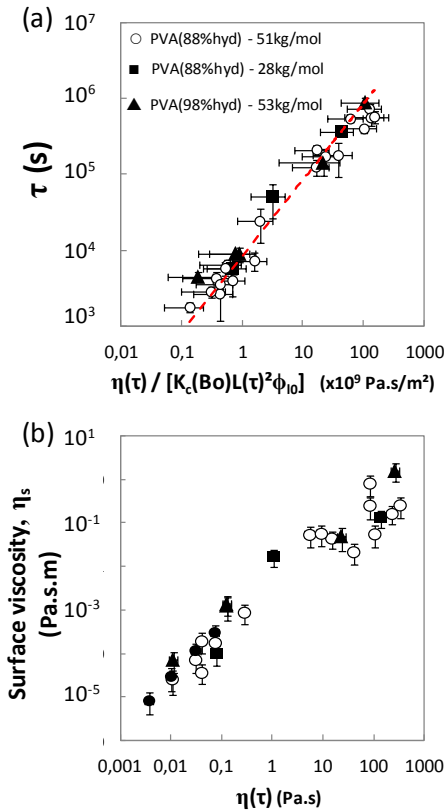 (a)
PVA(88%hyd) - 51kg/mol
PVA(88%hyd) - 28kg/mol
PVA(98%hyd) - 53kg/mol
τ (s)
10⁶
10⁵
10⁴
10³
0,01 0,1 1 10 100 1000
η(τ) / [K꜀(Bo)L(τ)²ϕₗ₀] (x10⁹ Pa.s/m²)
(b)
Surface viscosity, ηₛ
(Pa.s.m)
10¹
10⁻¹
10⁻³
10⁻⁵
0,001 0,01 0,1 1 10 100 1000
η(τ) (Pa.s)